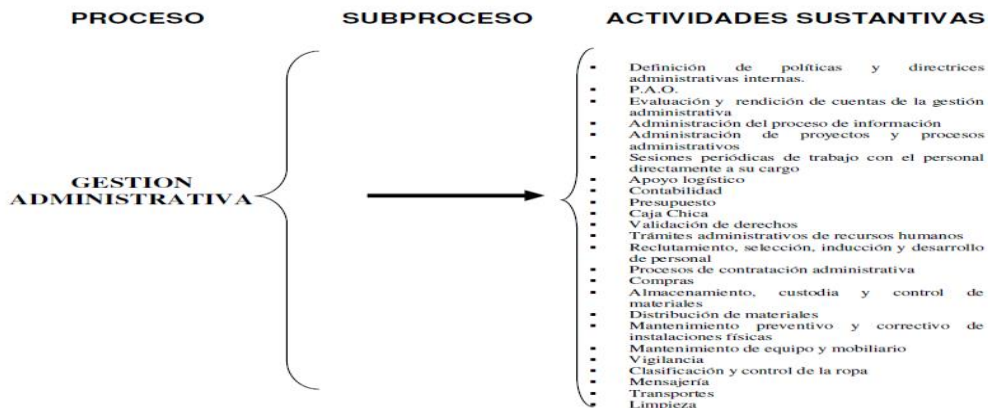 PROCESO SUBPROCESO ACTIVIDADES SUSTANTIVAS
GESTION
ADMINISTRATIVA
▪ Definición de políticas y directrices
administrativas internas.
▪ P.A.O.
▪ Evaluación y rendición de cuentas de la gestión
administrativa
▪ Administración del proceso de información
▪ Administración de proyectos y procesos
administrativos
▪ Sesiones periódicas de trabajo con el personal
directamente a su cargo
▪ Apoyo logístico
▪ Contabilidad
▪ Presupuesto
▪ Caja Chica
▪ Validación de derechos
▪ Trámites administrativos de recursos humanos
▪ Reclutamiento, selección, inducción y desarrollo
de personal
▪ Procesos de contratación administrativa
▪ Compras
▪ Almacenamiento, custodia y control de
materiales
▪ Distribución de materiales
▪ Mantenimiento preventivo y correctivo de
instalaciones físicas
▪ Mantenimiento de equipo y mobiliario
▪ Vigilancia
▪ Clasificación y control de la ropa
▪ Mensajería
▪ Transportes
▪ Limpieza